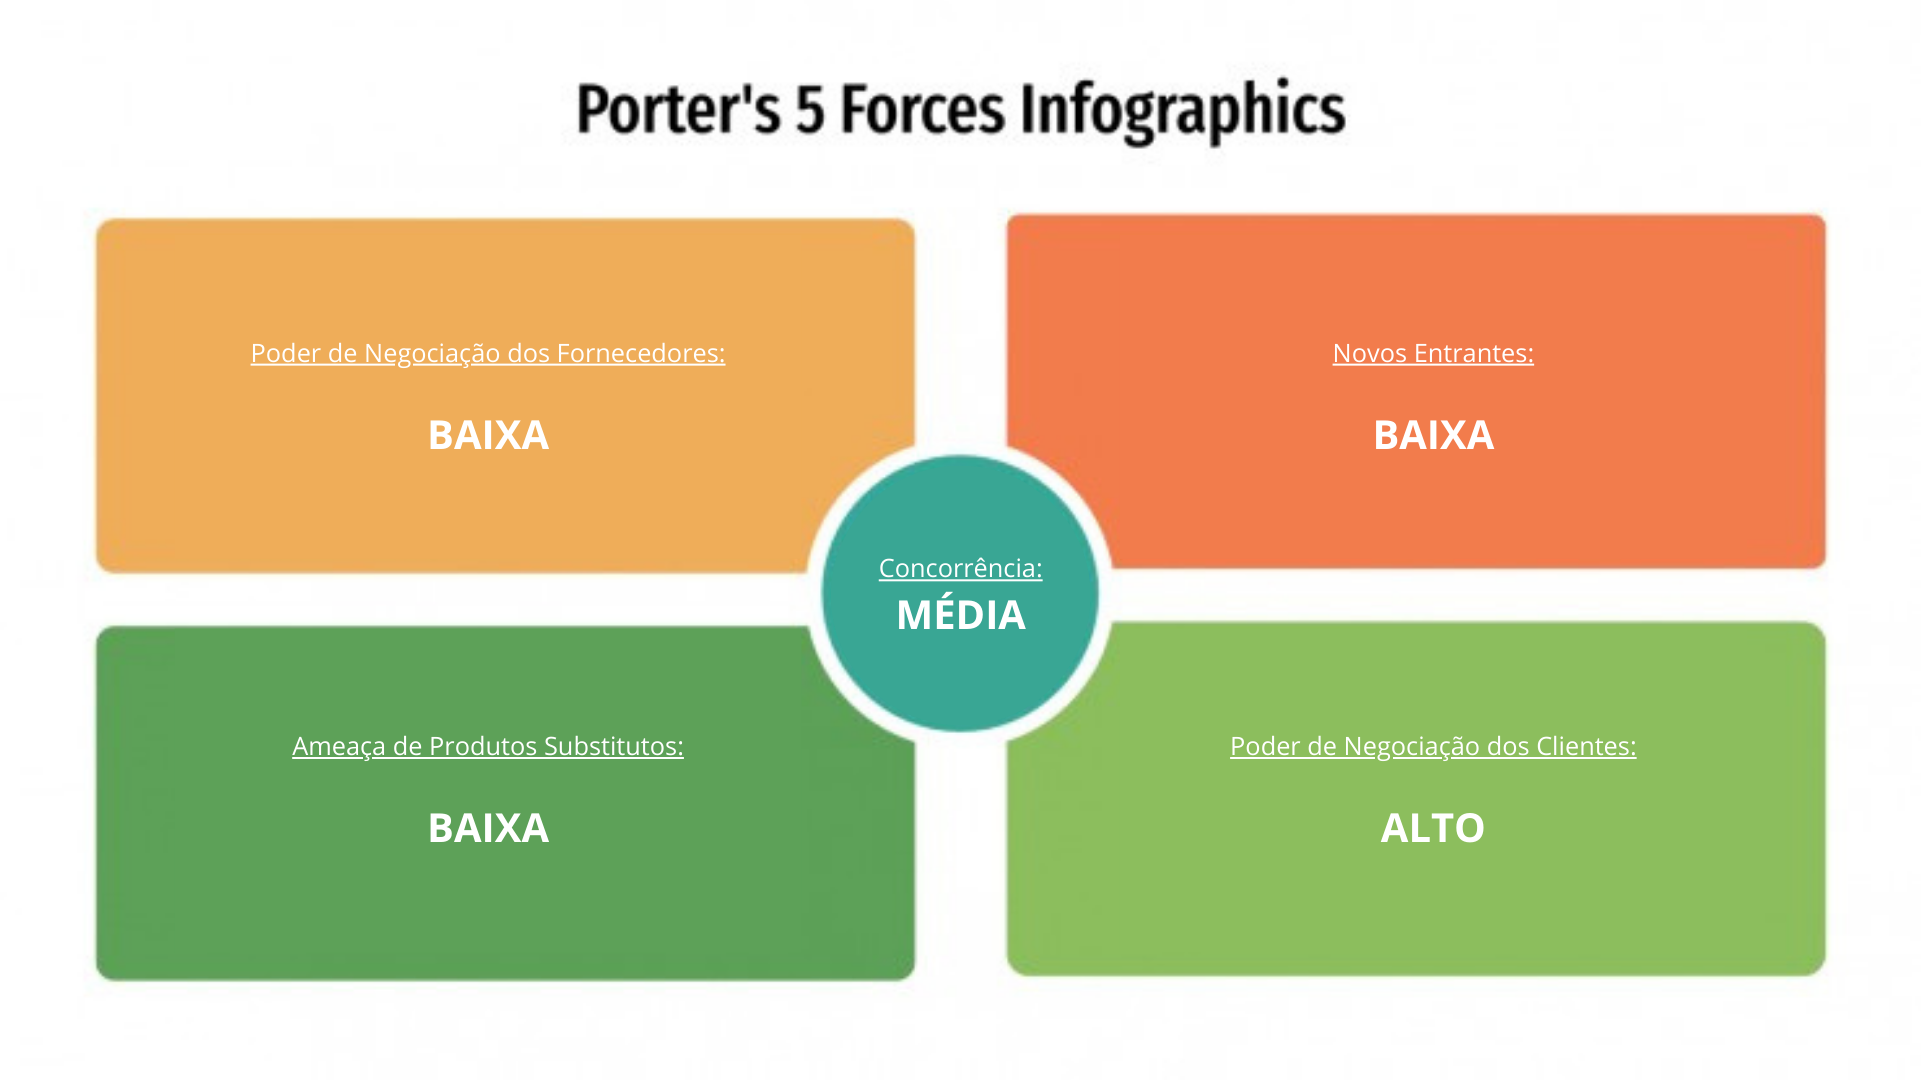 Porter's 5 Forces Infographics
Poder de Negociação dos Fornecedores:
BAIXA
Novos Entrantes:
BAIXA
Concorrência:
MÉDIA
Ameaça de Produtos Substitutos:
BAIXA
Poder de Negociação dos Clientes:
ALTO